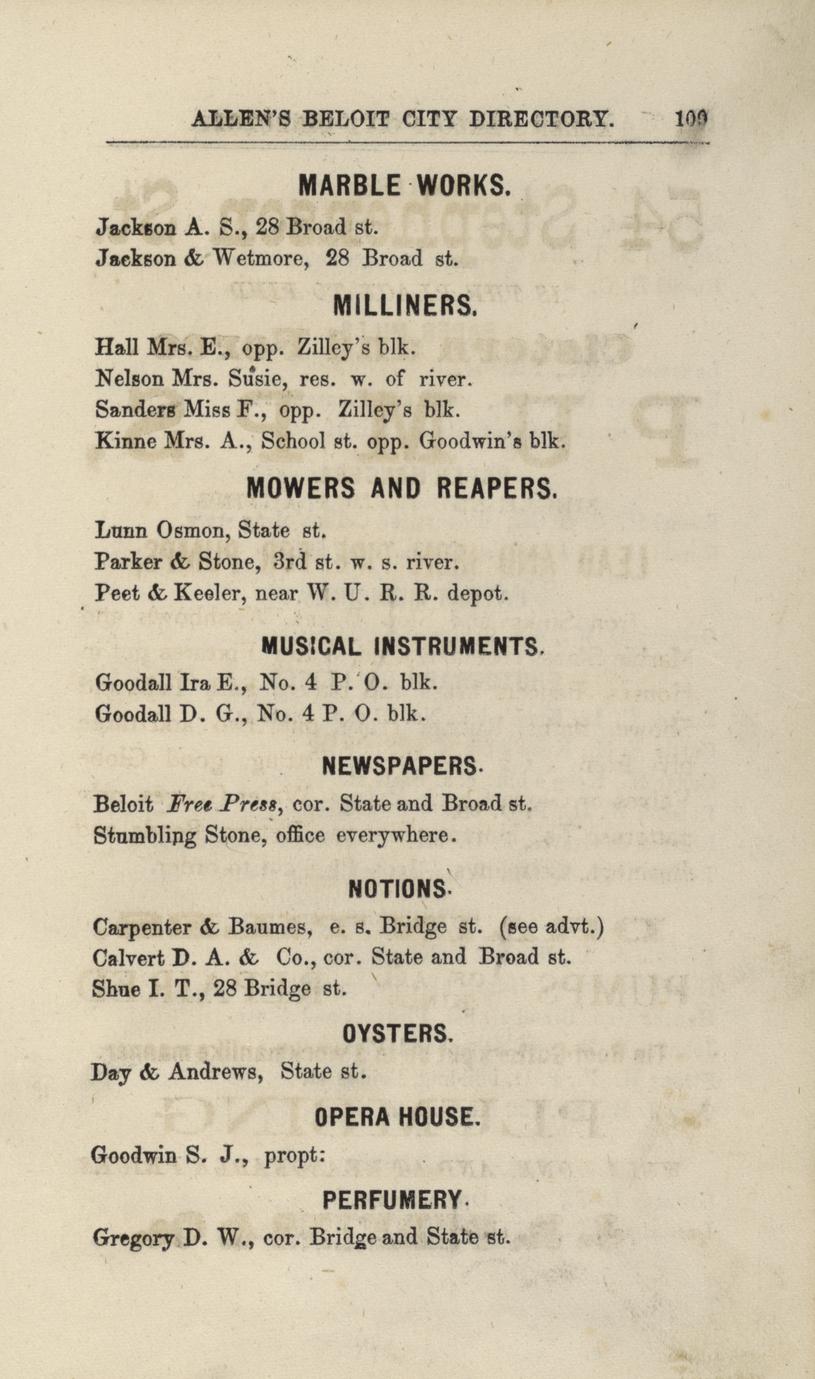 ALLEN'S BELOIT CITY DIRECTORY. 109
MARBLE WORKS.
Jackson A. S., 28 Broad st.
Jackson & Wetmore, 28 Broad st.
MILLINERS.
Hall Mrs. E., opp. Zilley's blk.
Nelson Mrs. Susie, res. w. of river.
Sanders Miss F., opp. Zilley's blk.
Kinne Mrs. A., School st. opp. Goodwin's blk.
MOWERS AND REAPERS.
Lunn Osmon, State st.
Parker & Stone, 3rd st. w. s. river.
Peet & Keeler, near W. U. R. R. depot.
MUSICAL INSTRUMENTS.
Goodall Ira E., No. 4 P. O. blk.
Goodall D. G., No. 4 P. O. blk.
NEWSPAPERS.
Beloit Free Press, cor. State and Broad st.
Stumbling Stone, office everywhere.
NOTIONS.
Carpenter & Baumes, e. s. Bridge st. (see advt.)
Calvert D. A. & Co., cor. State and Broad st.
Shue I. T., 28 Bridge st.
OYSTERS.
Day & Andrews, State st.
OPERA HOUSE.
Goodwin S. J., propt:
PERFUMERY.
Gregory D. W., cor. Bridge and State st.